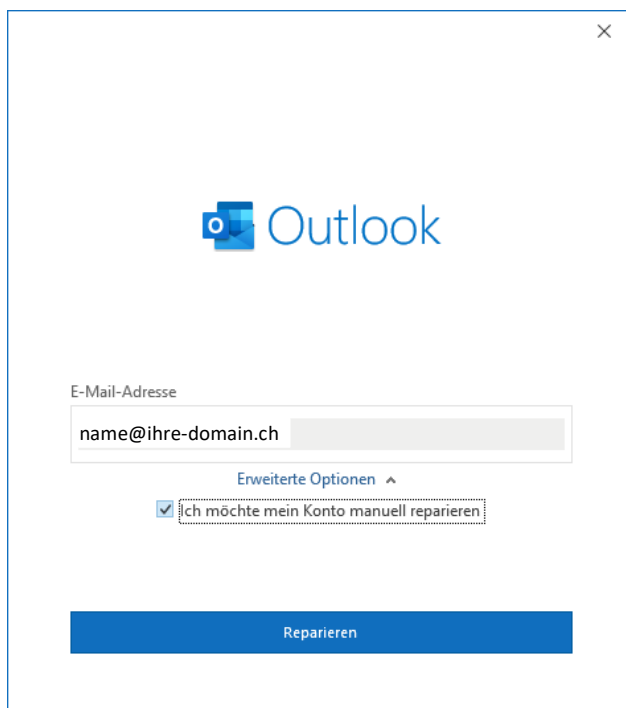 Outlook
E-Mail-Adresse
name@ihre-domain.ch
Erweiterte Optionen
Ich möchte mein Konto manuell reparieren
Reparieren